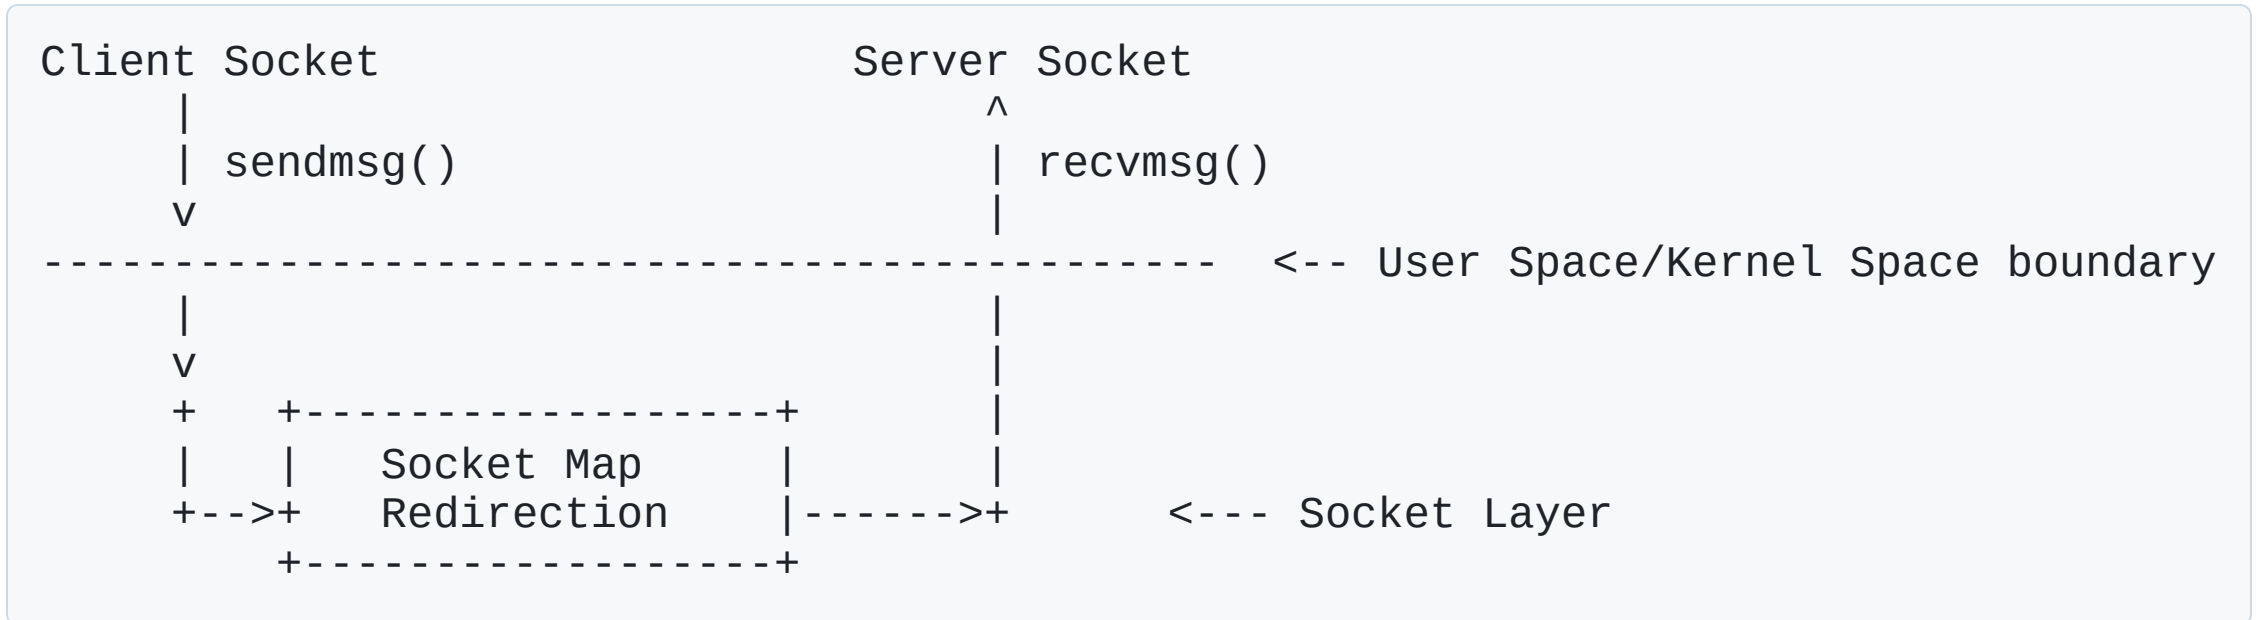 Client Socket                  Server Socket
     |                              ^
     | sendmsg()                    | recvmsg()
     v                              |
---------------------------------------------  <-- User Space/Kernel Space boundary
     |                              |
     v                              |
     +   +------------------+       |
     |   |   Socket Map     |       |
     +-->+   Redirection    |------>+      <--- Socket Layer
         +------------------+